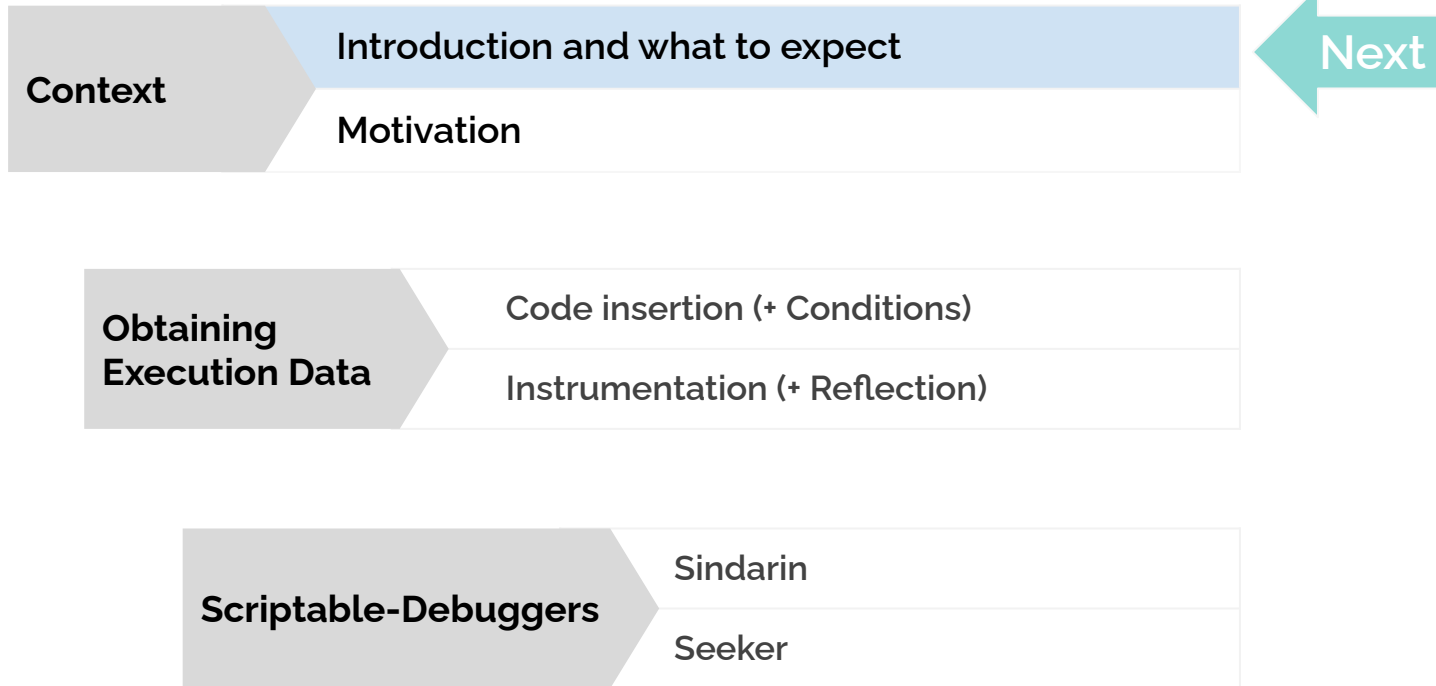 Introduction and what to expect
Next
Context
Motivation
Obtaining
Execution Data
Code insertion (+ Conditions)
Instrumentation (+ Reflection)
Scriptable-Debuggers
Sindarin
Seeker